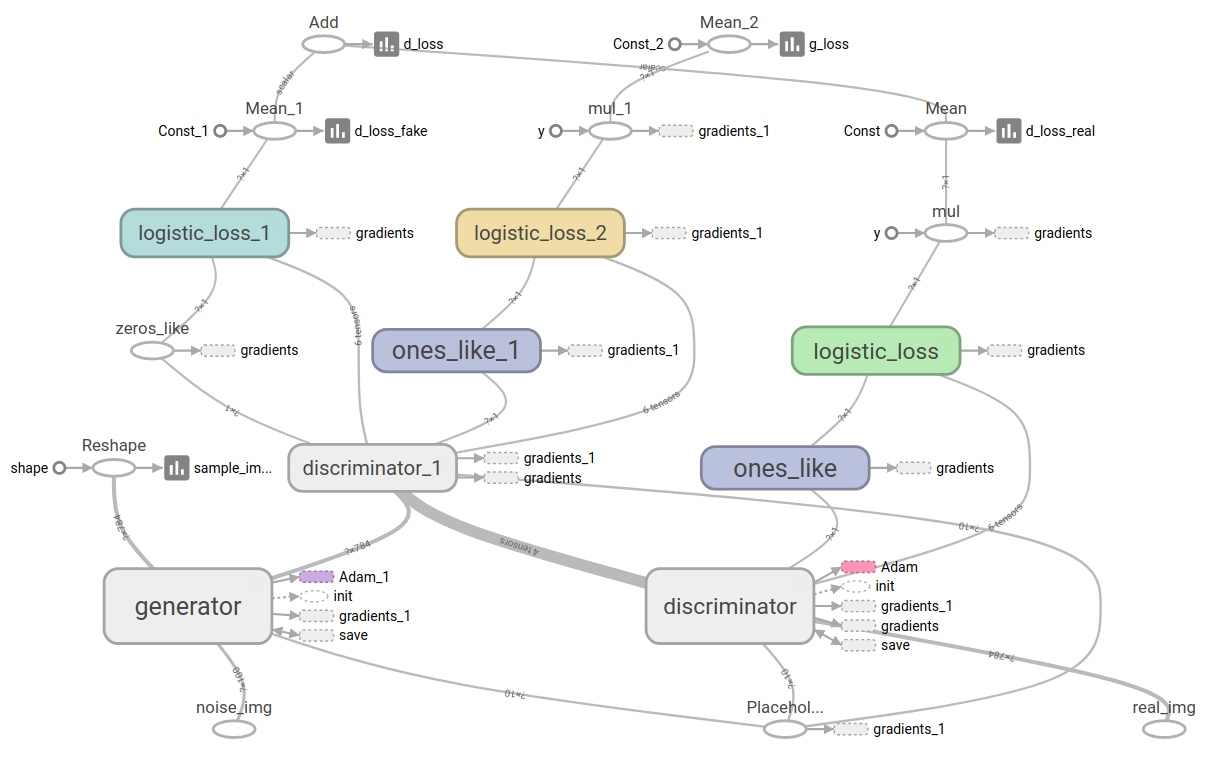 Add
d_loss
Mean_2
Const_2
g_loss
scalar
scalar
?×1
Mean_1
Const_1
d_loss_fake
mul_1
y
gradients_1
Mean
Const
d_loss_real
?×1
?×1
?×1
logistic_loss_1
gradients
logistic_loss_2
gradients_1
mul
y
gradients
?×1
?×1
?×1
zeros_like
gradients
6 tensors
ones_like_1
gradients_1
logistic_loss
gradients
?×1
?×1
6 tensors
?×1
Reshape
shape
sample_im...
discriminator_1
gradients_1
gradients
ones_like
gradients
?×784
?×784
4 tensors
?×10
6 tensors
?×1
generator
Adam_1
init
gradients_1
save
discriminator
Adam
init
gradients_1
gradients
save
?×784
?×100
?×10
?×10
noise_img
Placehol...
gradients_1
real_img